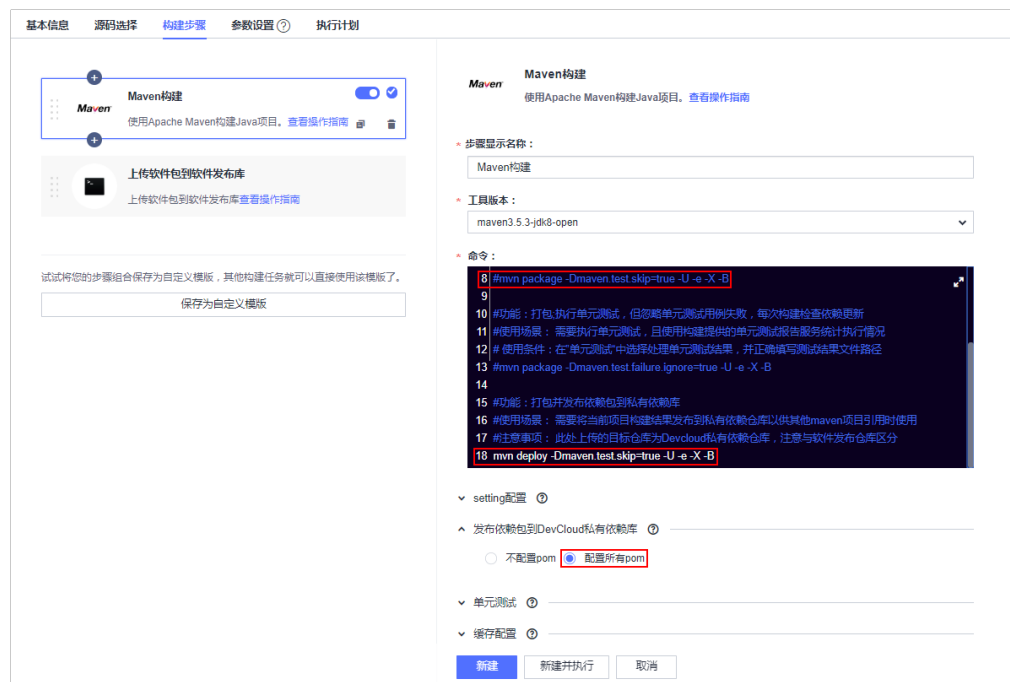 基本信息 源码选择 构建步骤 参数设置 ? 执行计划
Maven
Maven构建
使用Apache Maven构建Java项目。查看操作指南
上传软件包到软件发布库
上传软件包到软件发布库查看操作指南
试试将您的步骤组合保存为自定义模版，其他构建任务就可以直接使用该模版了。
保存为自定义模版
Maven
Maven构建
使用Apache Maven构建Java项目。查看操作指南
* 步骤显示名称：
Maven构建
* 工具版本：
maven3.5.3-jdk8-open
* 命令：
8 #mvn package -Dmaven.test.skip=true -U -e -X -B
9
10 #功能：打包;执行单元测试，但忽略单元测试用例失败，每次构建检查依赖更新
11 #使用场景： 需要执行单元测试，且使用构建提供的单元测试报告服务统计执行情况
12 # 使用条件：在"单元测试"中选择处理单元测试结果，并正确填写测试结果文件路径
13 #mvn package -Dmaven.test.failure.ignore=true -U -e -X -B
14
15 #功能：打包并发布依赖包到私有依赖库
16 #使用场景： 需要将当前项目构建结果发布到私有依赖仓库以供其他maven项目引用时使用
17 #注意事项： 此处上传的目标仓库为Devcloud私有依赖仓库，注意与软件发布仓库区分
18 mvn deploy -Dmaven.test.skip=true -U -e -X -B
setting配置 ?
发布依赖包到DevCloud私有依赖库 ?
不配置pom 配置所有pom
单元测试 ?
缓存配置 ?
新建 新建并执行 取消